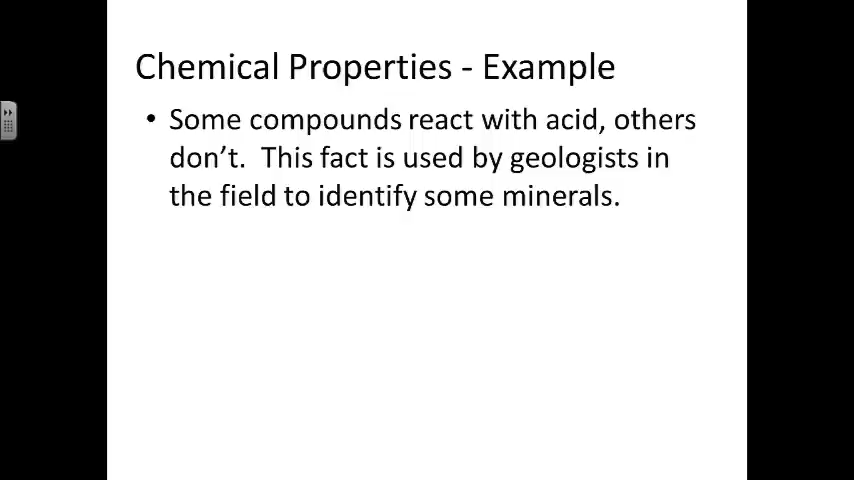 Chemical Properties - Example
• Some compounds react with acid, others
don’t.  This fact is used by geologists in
the field to identify some minerals.